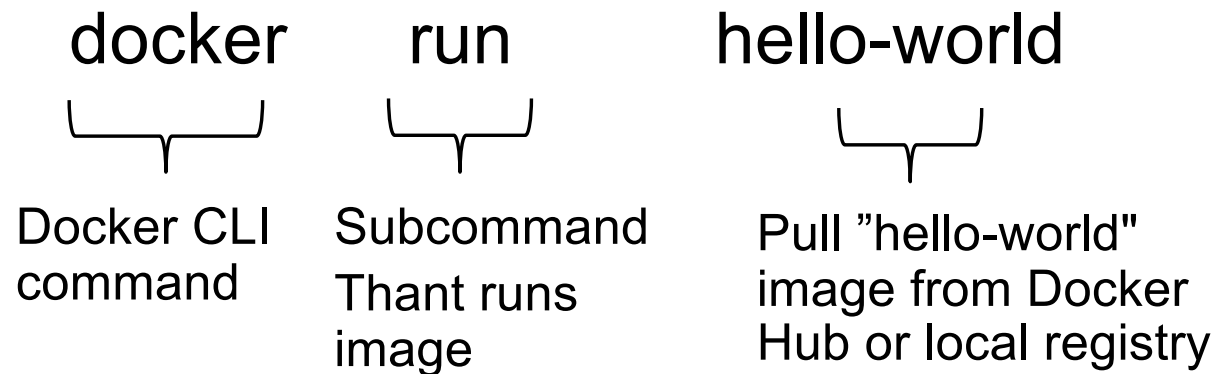 docker run hello-world
Docker CLI
command
Subcommand
Thant runs
image
Pull ”hello-world"
image from Docker
Hub or local registry